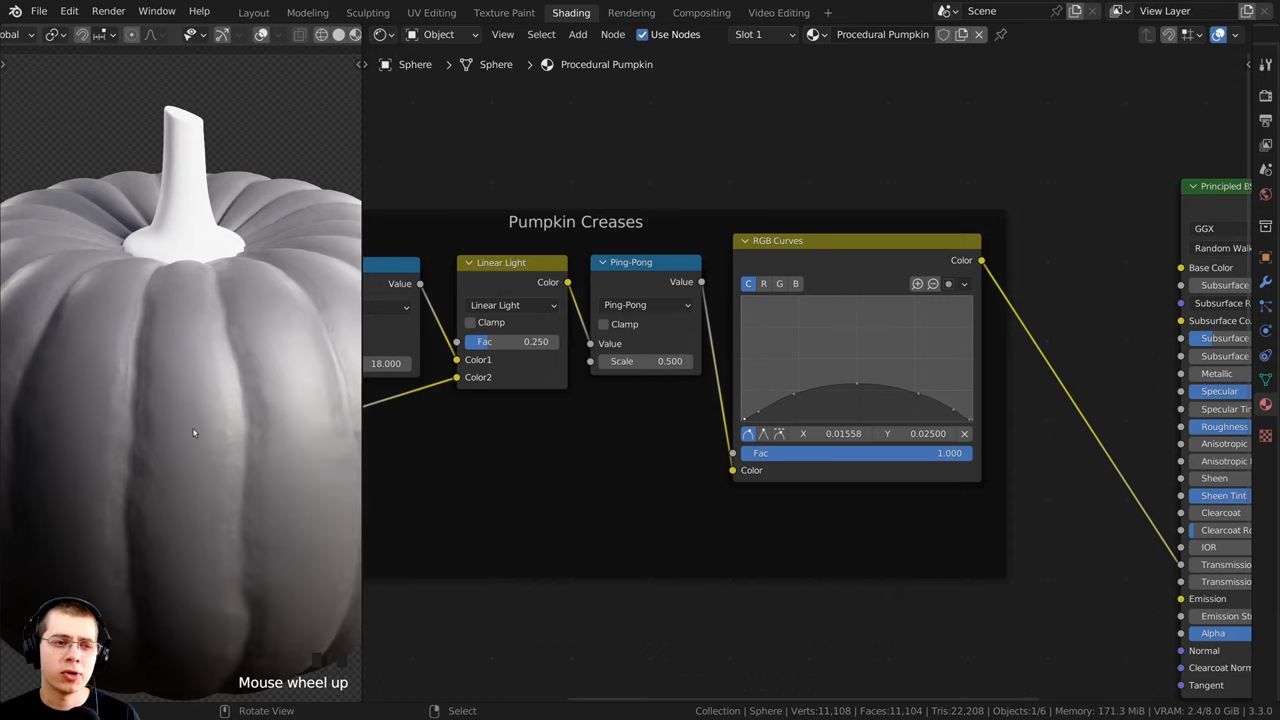 File Edit Render Window Help Layout Modeling Sculpting UV Editing Texture Paint Shading Rendering Compositing Video Editing + Scene View Layer
obal Object View Select Add Node Use Nodes Slot 1 Procedural Pumpkin
Sphere > Sphere > Procedural Pumpkin
Principled BS
Pumpkin Creases
GGX
RGB Curves
Random Walk
Linear Light
Ping-Pong
Color
Base Color
Value
Color
Value
C R G B
Subsurface
Linear Light
Ping-Pong
Subsurface R
Clamp
Clamp
Subsurface Co
Fac 0.250
Value
Subsurface
Color1
Scale 0.500
Subsurface
18.000
Color2
Metallic
Specular
Specular Tin
Roughness
X 0.01558 Y 0.02500
Anisotropic
Fac 1.000
Anisotropic
Color
Sheen
Sheen Tint
Clearcoat
Clearcoat Ro
IOR
Transmissio
Transmissio
Emission
Emission St
Alpha
Normal
Clearcoat Norm
Tangent
Mouse wheel up
Rotate View Select Collection | Sphere | Verts:11,108 | Faces:11,104 | Tris:22,208 | Objects:1/6 | Memory: 171.3 MiB | VRAM: 2.4/8.0 GiB | 3.3.0